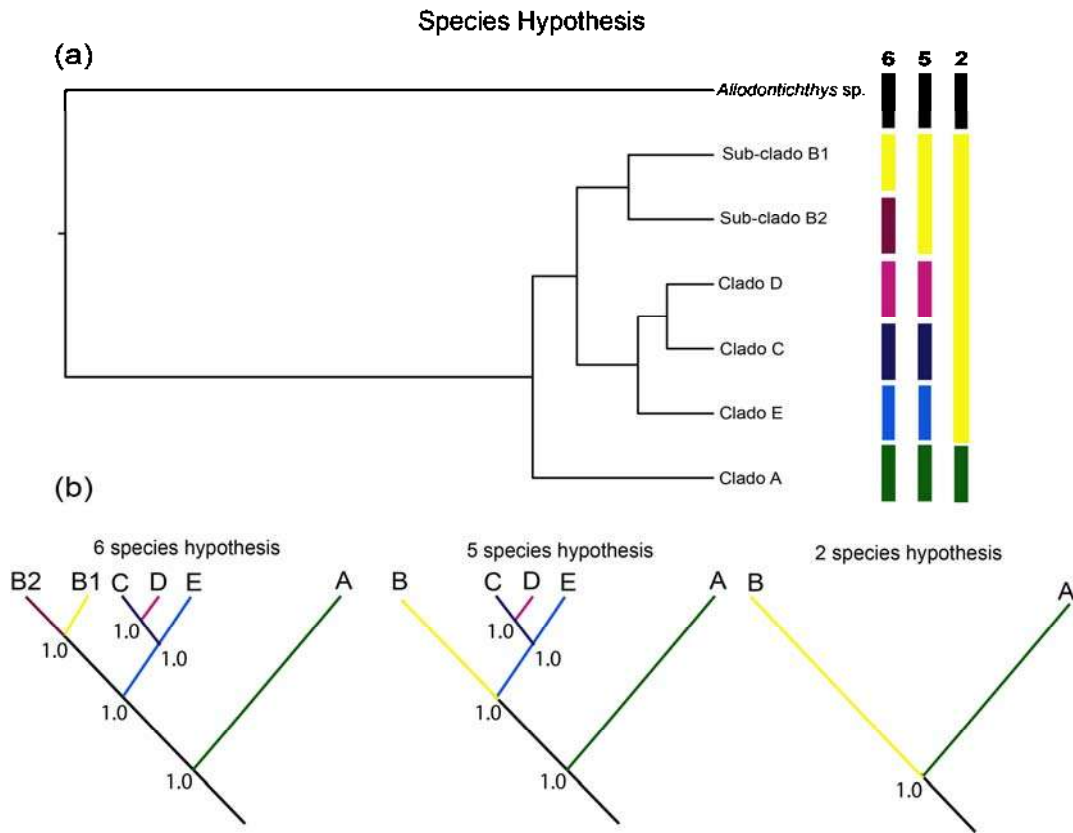 Species Hypothesis
(a)
6 5 2
Allodontichthys sp.
Sub-clado B1
Sub-clado B2
Clado D
Clado C
Clado E
Clado A
(b)
6 species hypothesis
5 species hypothesis
2 species hypothesis
B2 B1 C D E A
B C D E A
B A
1.0 1.0 1.0 1.0 1.0
1.0 1.0 1.0 1.0
1.0